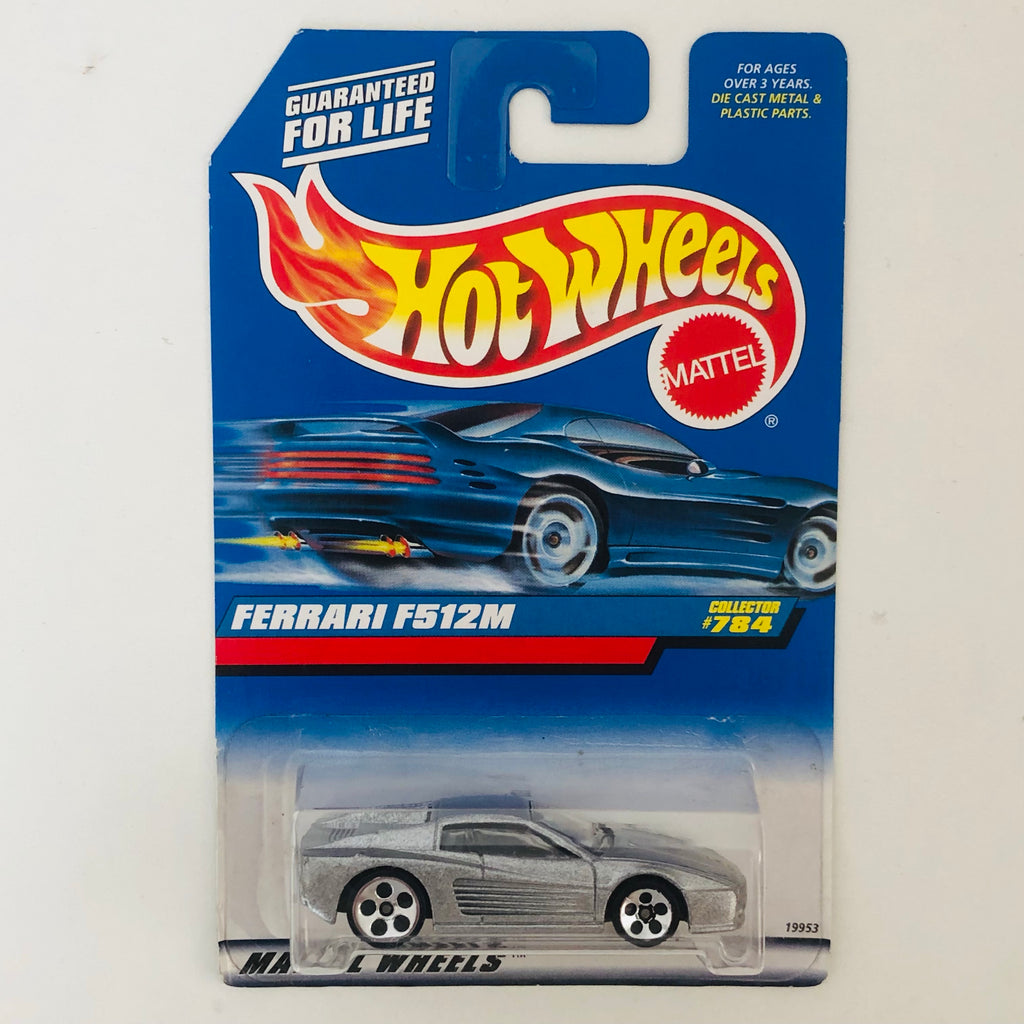 GUARANTEED
FOR LIFE
FOR AGES
OVER 3 YEARS.
DIE CAST METAL &
PLASTIC PARTS.
HOT WHEELS
MATTEL
®
FERRARI F512M
COLLECTOR
#784
19953
WHEELS™